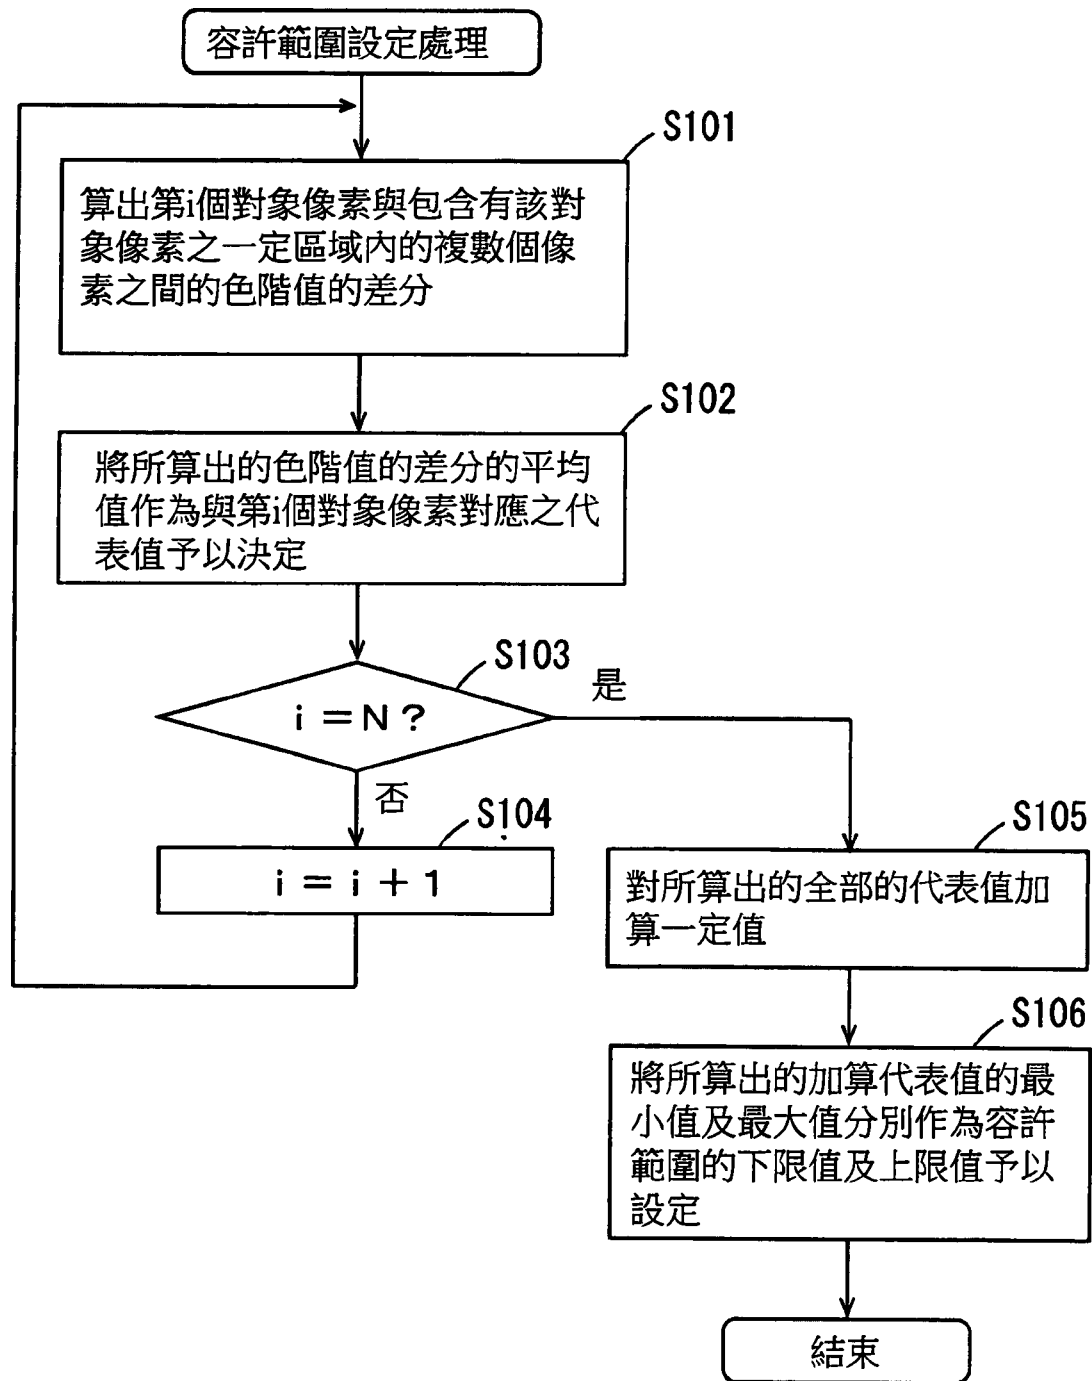 容許範圍設定處理
S101
算出第i個對象像素與包含有該對
象像素之一定區域內的複數個像
素之間的色階值的差分
S102
將所算出的色階值的差分的平均
值作為與第i個對象像素對應之代
表值予以決定
S103
i = N ?
是
否
S104
i = i + 1
S105
對所算出的全部的代表值加
算一定值
S106
將所算出的加算代表值的最
小值及最大值分別作為容許
範圍的下限值及上限值予以
設定
結束